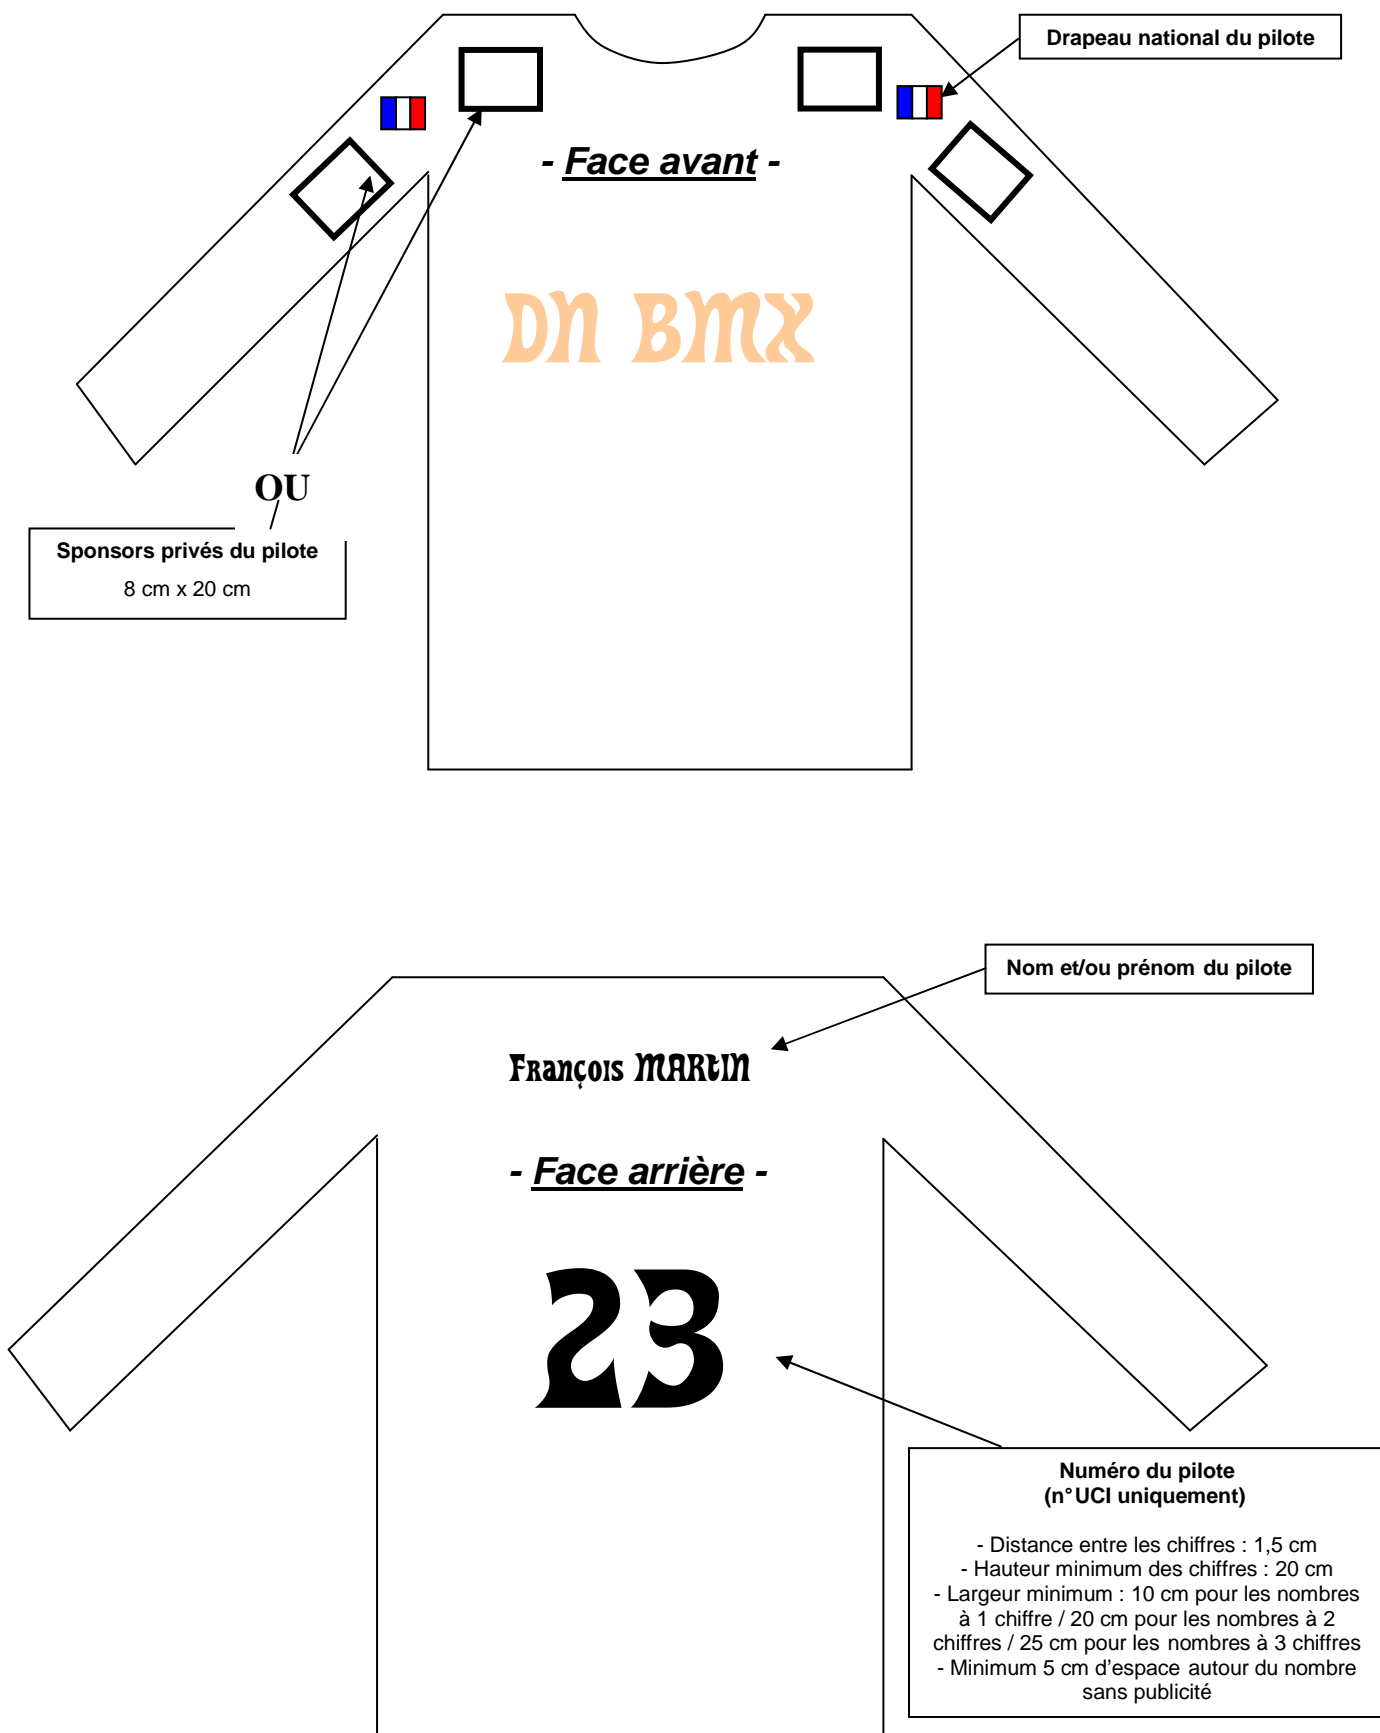 Drapeau national du pilote
- Face avant -
DN BMX
OU
Sponsors privés du pilote
8 cm x 20 cm
Nom et/ou prénom du pilote
François MARTIN
- Face arrière -
23
Numéro du pilote
(n°UCI uniquement)
- Distance entre les chiffres : 1,5 cm
- Hauteur minimum des chiffres : 20 cm
- Largeur minimum : 10 cm pour les nombres
à 1 chiffre / 20 cm pour les nombres à 2
chiffres / 25 cm pour les nombres à 3 chiffres
- Minimum 5 cm d'espace autour du nombre
sans publicité